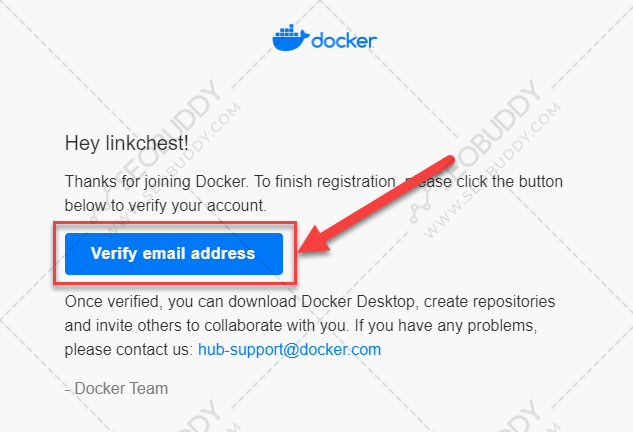 docker
Hey linkchest!
Thanks for joining Docker. To finish registration, please click the button
below to verify your account.
Verify email address
Once verified, you can download Docker Desktop, create repositories
and invite others to collaborate with you. If you have any problems,
please contact us: hub-support@docker.com
- Docker Team
SEOBUDDY
WWW.SEOBUDDY.COM
SEOBUDDY
WWW.SEOBUDDY.COM